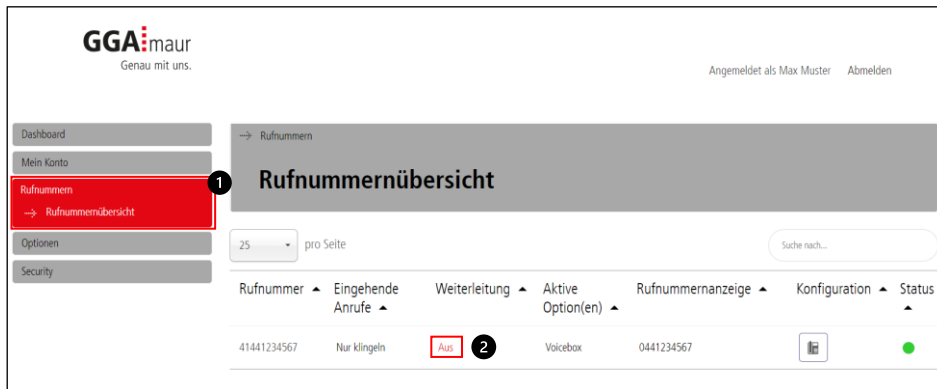 GGA maur
Genau mit uns.
Angemeldet als Max Muster Abmelden
Dashboard
Mein Konto
Rufnummern
→ Rufnummernübersicht
Optionen
Security
1
→ Rufnummern
Rufnummernübersicht
25 pro Seite
Suche nach...
Rufnummer Eingehende Anrufe Weiterleitung Aktive Option(en) Rufnummernanzeige Konfiguration Status
41441234567 Nur klingeln Aus 2 Voicebox 0441234567